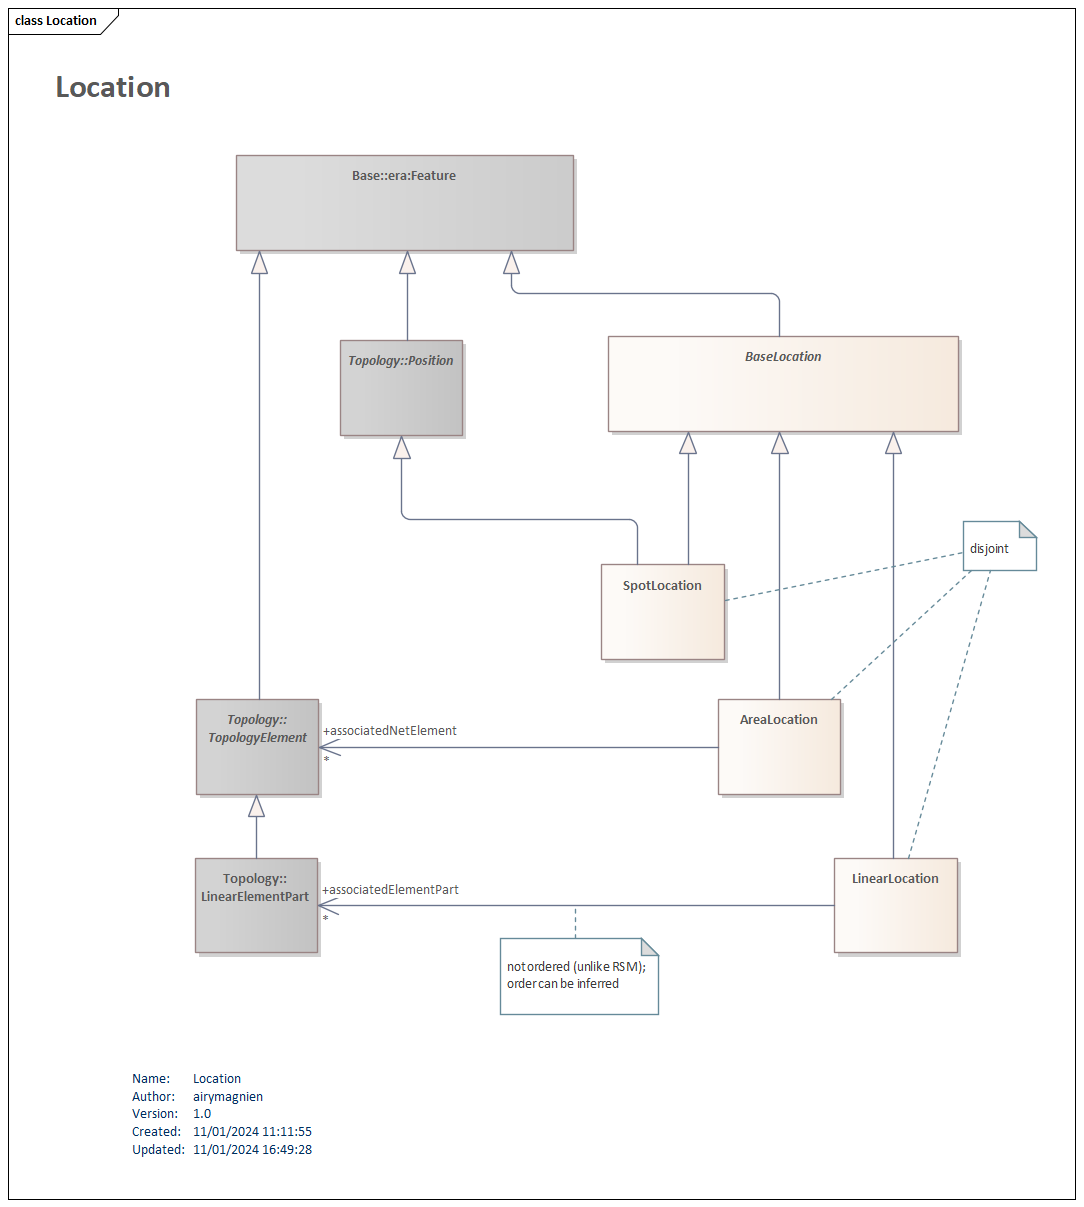 class Location
Location
Base::era:Feature
Topology::Position
BaseLocation
disjoint
SpotLocation
Topology::
TopologyElement
+associatedNetElement
*
AreaLocation
Topology::
LinearElementPart
+associatedElementPart
*
LinearLocation
not ordered (unlike RSM);
order can be inferred
Name: Location
Author: airymagnien
Version: 1.0
Created: 11/01/2024 11:11:55
Updated: 11/01/2024 16:49:28